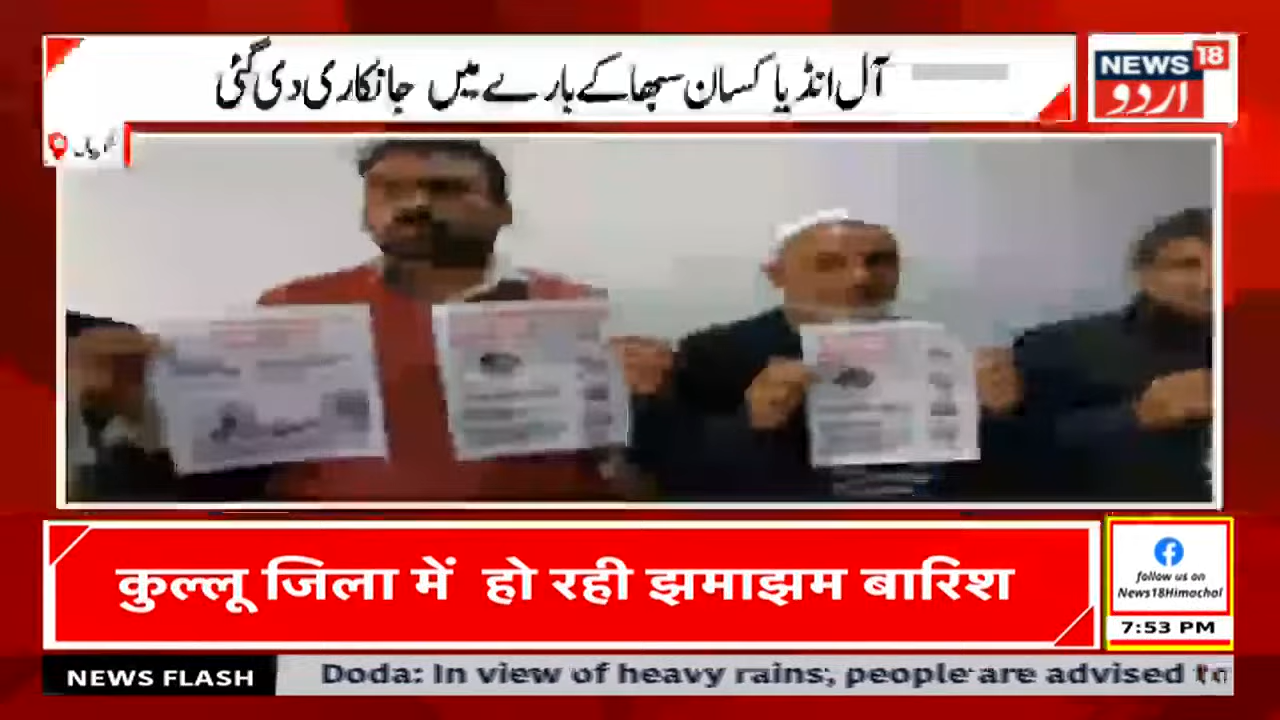 آل انڈیا کسان سبھا کے بارے میں جانکاری دی گئی
NEWS 18
اردو
कुल्लू जिला में हो रही झमाझम बारिश
follow us on
News18Himachal
7:53 PM
NEWS FLASH
Doda: In view of heavy rains, people are advised to